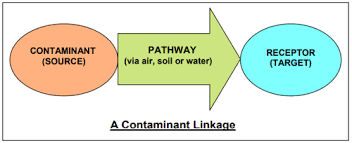 CONTAMINANT
(SOURCE)
PATHWAY
(via air, soil or water)
RECEPTOR
(TARGET)
A Contaminant Linkage